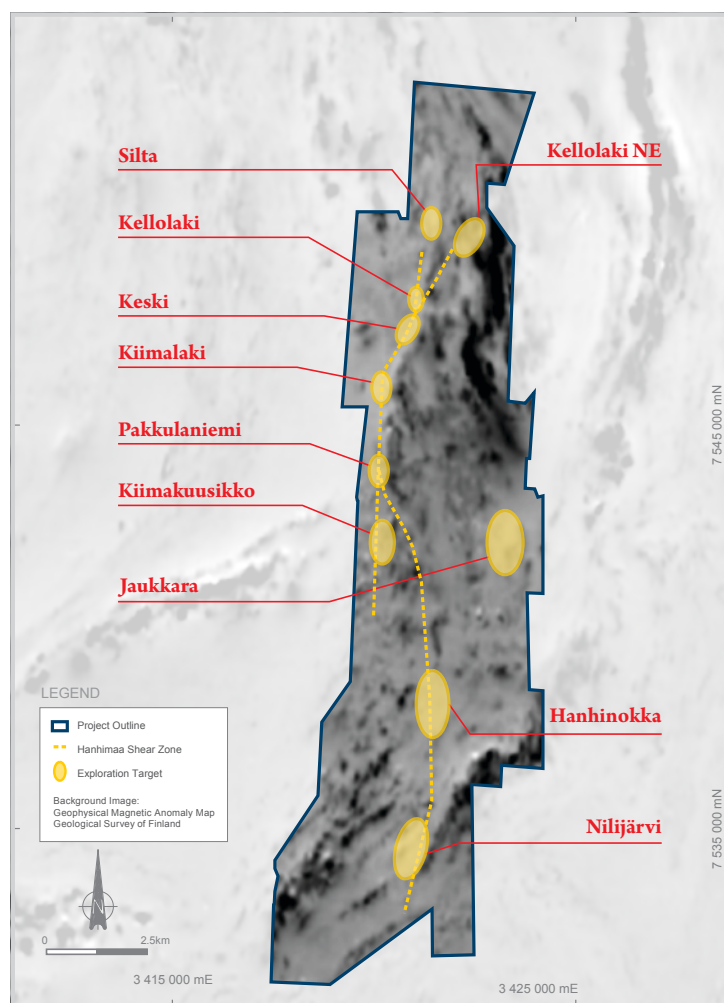 Silta
Kellolaki NE
Kellolaki
Keski
Kiimalaki
Pakkulaniemi
Kiimakuusikko
Jaukkara
Hanhinokka
Nilijärvi
7 545 000 mN
7 535 000 mN
LEGEND
Project Outline
Hanhimaa Shear Zone
Exploration Target
Background Image:
Geophysical Magnetic Anomaly Map
Geological Survey of Finland
N
0 2.5km
3 415 000 mE
3 425 000 mE